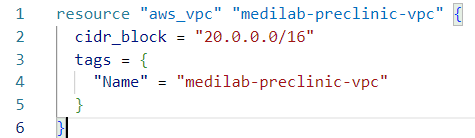 1 resource "aws_vpc" "medilab-preclinic-vpc" {
2   cidr_block = "20.0.0.0/16"
3   tags = {
4     "Name" = "medilab-preclinic-vpc"
5   }
6 }